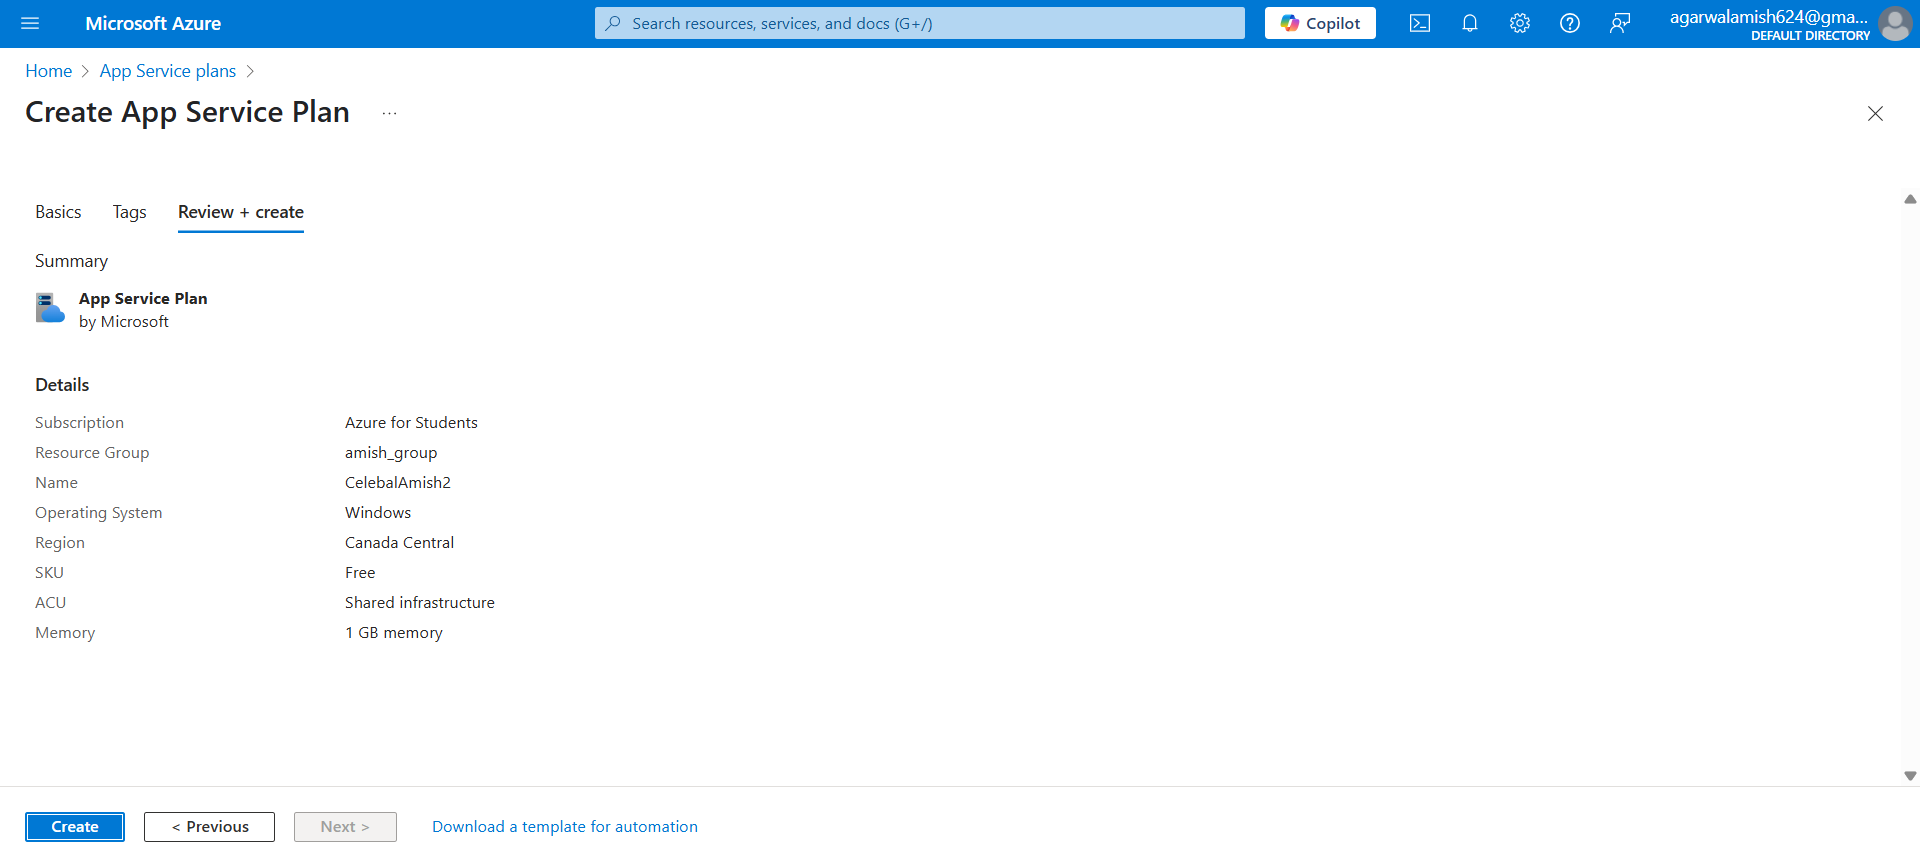 Microsoft Azure
Search resources, services, and docs (G+/)
Copilot
agarwalamish624@gma...
DEFAULT DIRECTORY
Home > App Service plans >
Create App Service Plan ...
Basics Tags Review + create
Summary
App Service Plan
by Microsoft
Details
Subscription Azure for Students
Resource Group amish_group
Name CelebalAmish2
Operating System Windows
Region Canada Central
SKU Free
ACU Shared infrastructure
Memory 1 GB memory
Create < Previous Next > Download a template for automation